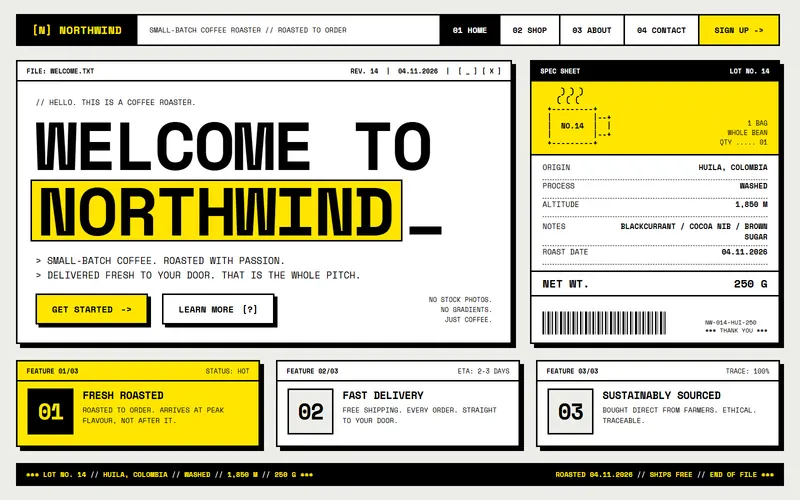 [N] NORTHWIND
SMALL-BATCH COFFEE ROASTER // ROASTED TO ORDER
01 HOME
02 SHOP
03 ABOUT
04 CONTACT
SIGN UP ->
FILE: WELCOME.TXT
REV. 14 | 04.11.2026 | [ _ ] [ X ]
// HELLO. THIS IS A COFFEE ROASTER.
WELCOME TO
NORTHWIND_
> SMALL-BATCH COFFEE. ROASTED WITH PASSION.
> DELIVERED FRESH TO YOUR DOOR. THAT IS THE WHOLE PITCH.
GET STARTED ->
LEARN MORE [?]
NO STOCK PHOTOS.
NO GRADIENTS.
JUST COFFEE.
SPEC SHEET
LOT NO. 14
NO.14
1 BAG
WHOLE BEAN
QTY ..... 01
ORIGIN HUILA, COLOMBIA
PROCESS WASHED
ALTITUDE 1,850 M
NOTES BLACKCURRANT / COCOA NIB / BROWN
SUGAR
ROAST DATE 04.11.2026
NET WT. 250 G
NW-014-HUI-250
*** THANK YOU ***
FEATURE 01/03 STATUS: HOT
01
FRESH ROASTED
ROASTED TO ORDER. ARRIVES AT PEAK
FLAVOUR, NOT AFTER IT.
FEATURE 02/03 ETA: 2-3 DAYS
02
FAST DELIVERY
FREE SHIPPING. EVERY ORDER. STRAIGHT
TO YOUR DOOR.
FEATURE 03/03 TRACE: 100%
03
SUSTAINABLY SOURCED
BOUGHT DIRECT FROM FARMERS. ETHICAL.
TRACEABLE.
*** LOT NO. 14 // HUILA, COLOMBIA // WASHED // 1,850 M // 250 G ***
ROASTED 04.11.2026 // SHIPS FREE // END OF FILE ***